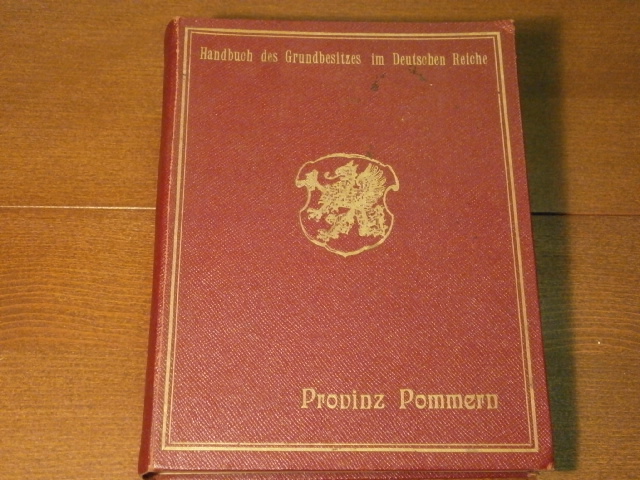 Handbuch des Grundbesitzes im Deutschen Reiche
Provinz Pommern